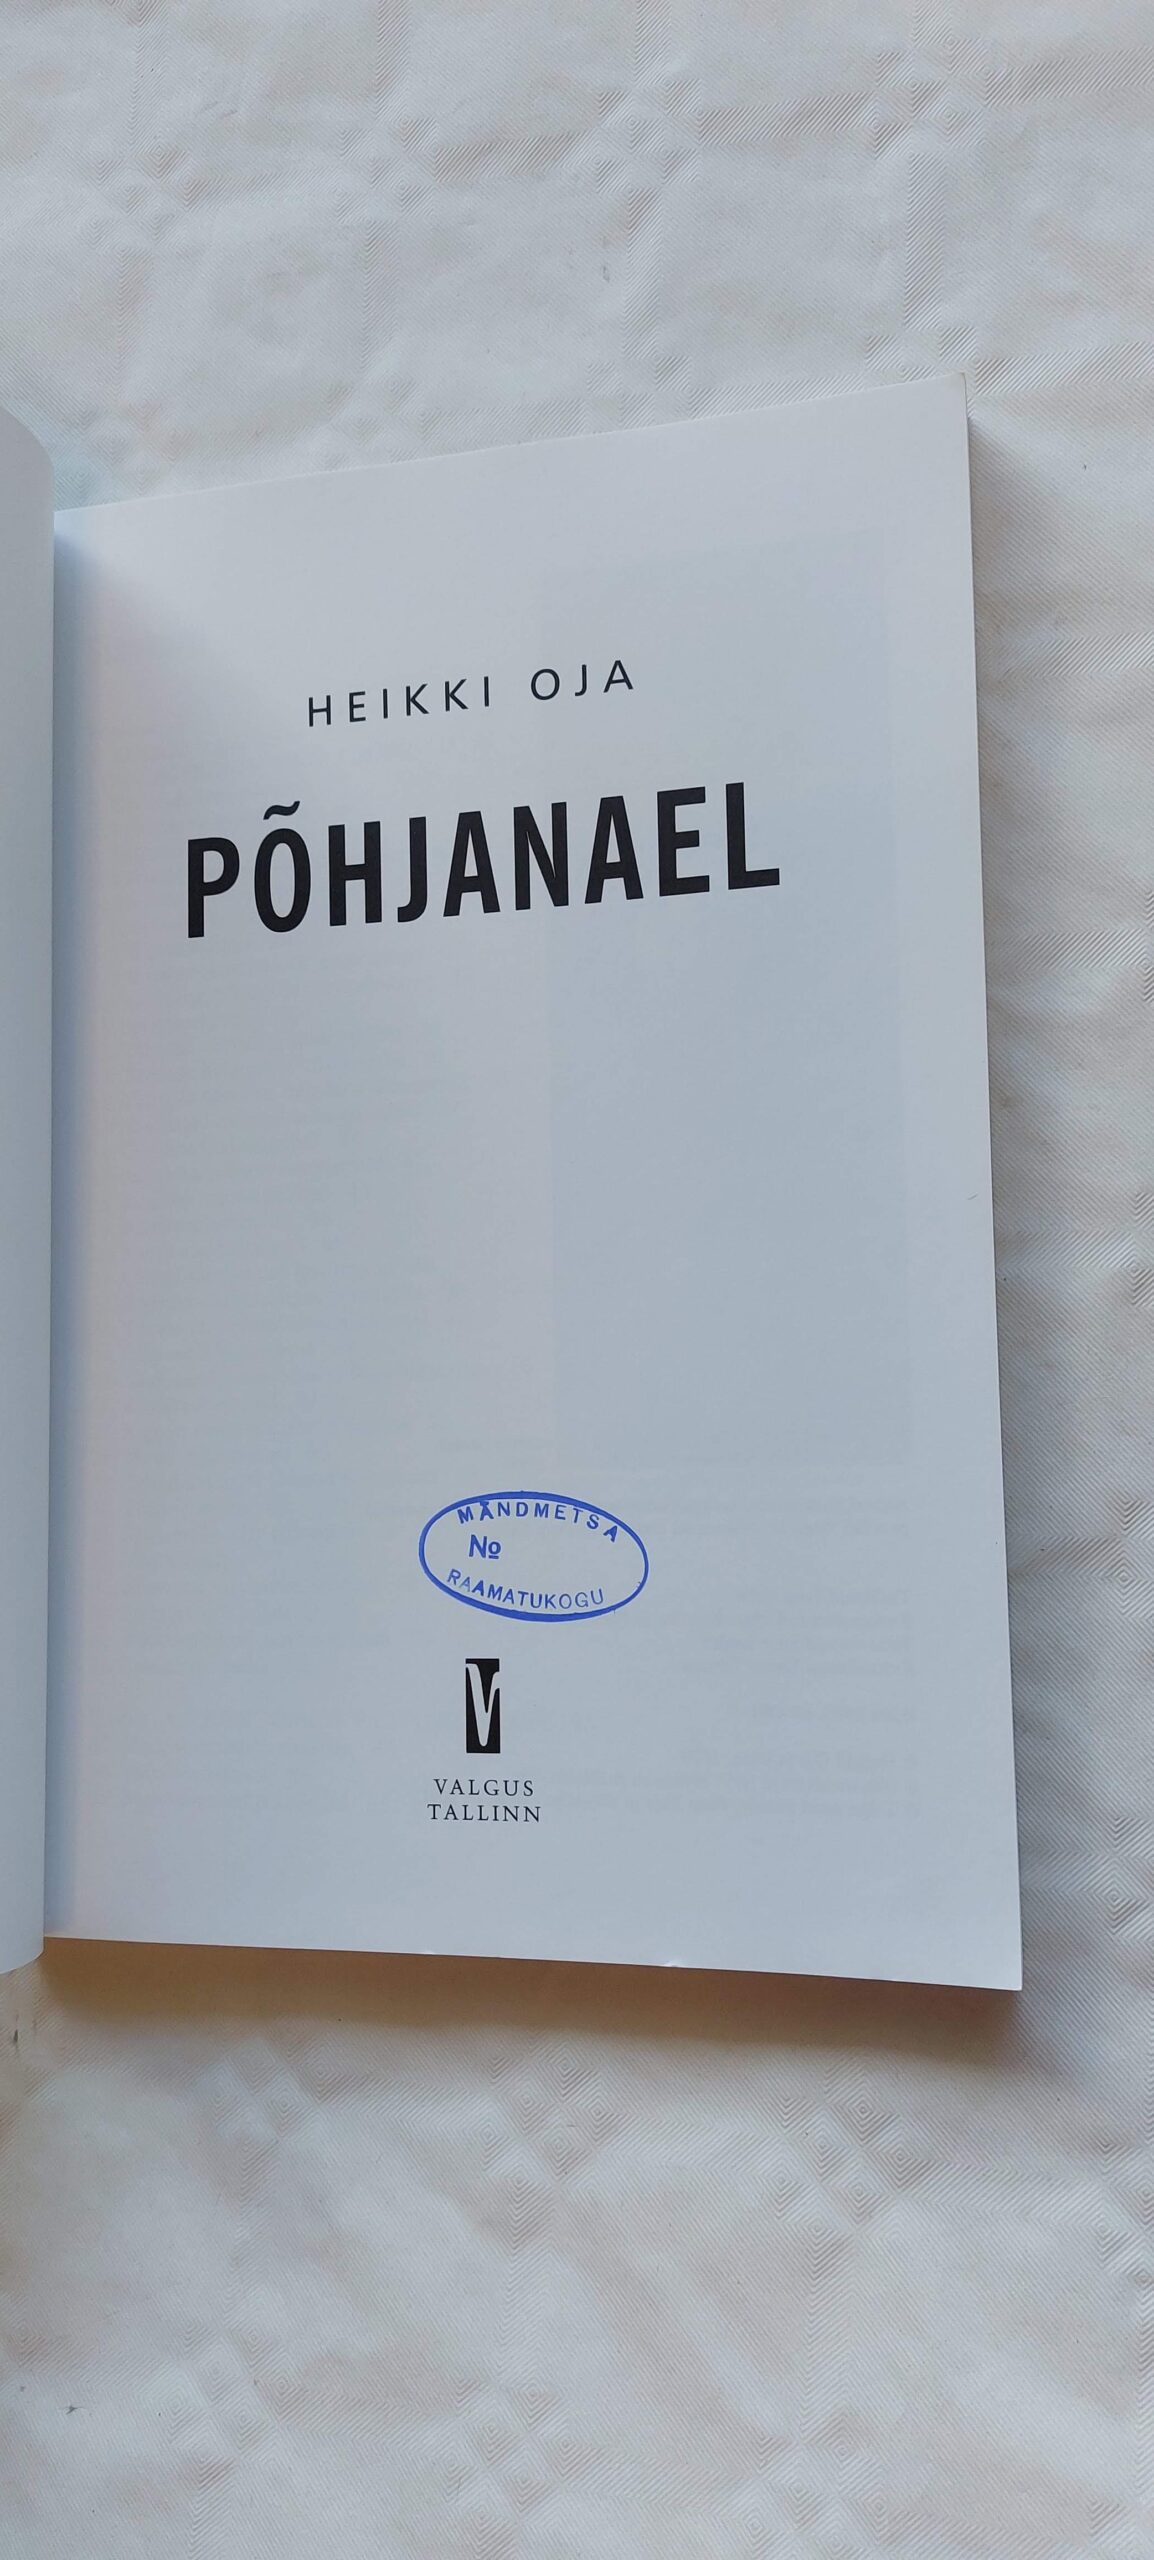 HEIKKI OJA
PÕHJANAEL
MÄNDMETSA
№
RAAMATUKOGU
V
VALGUS
TALLINN